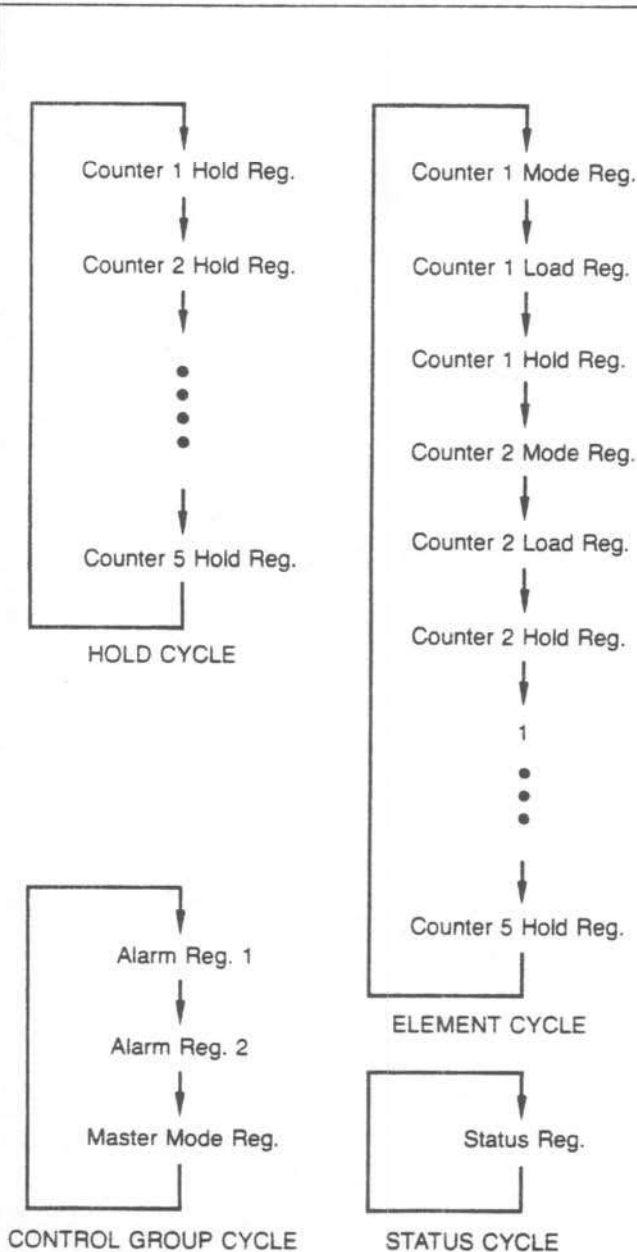 Counter 1 Hold Reg.
Counter 2 Hold Reg.
Counter 5 Hold Reg.
HOLD CYCLE
Counter 1 Mode Reg.
Counter 1 Load Reg.
Counter 1 Hold Reg.
Counter 2 Mode Reg.
Counter 2 Load Reg.
Counter 2 Hold Reg.
1
Counter 5 Hold Reg.
ELEMENT CYCLE
Alarm Reg. 1
Alarm Reg. 2
Master Mode Reg.
CONTROL GROUP CYCLE
Status Reg.
STATUS CYCLE